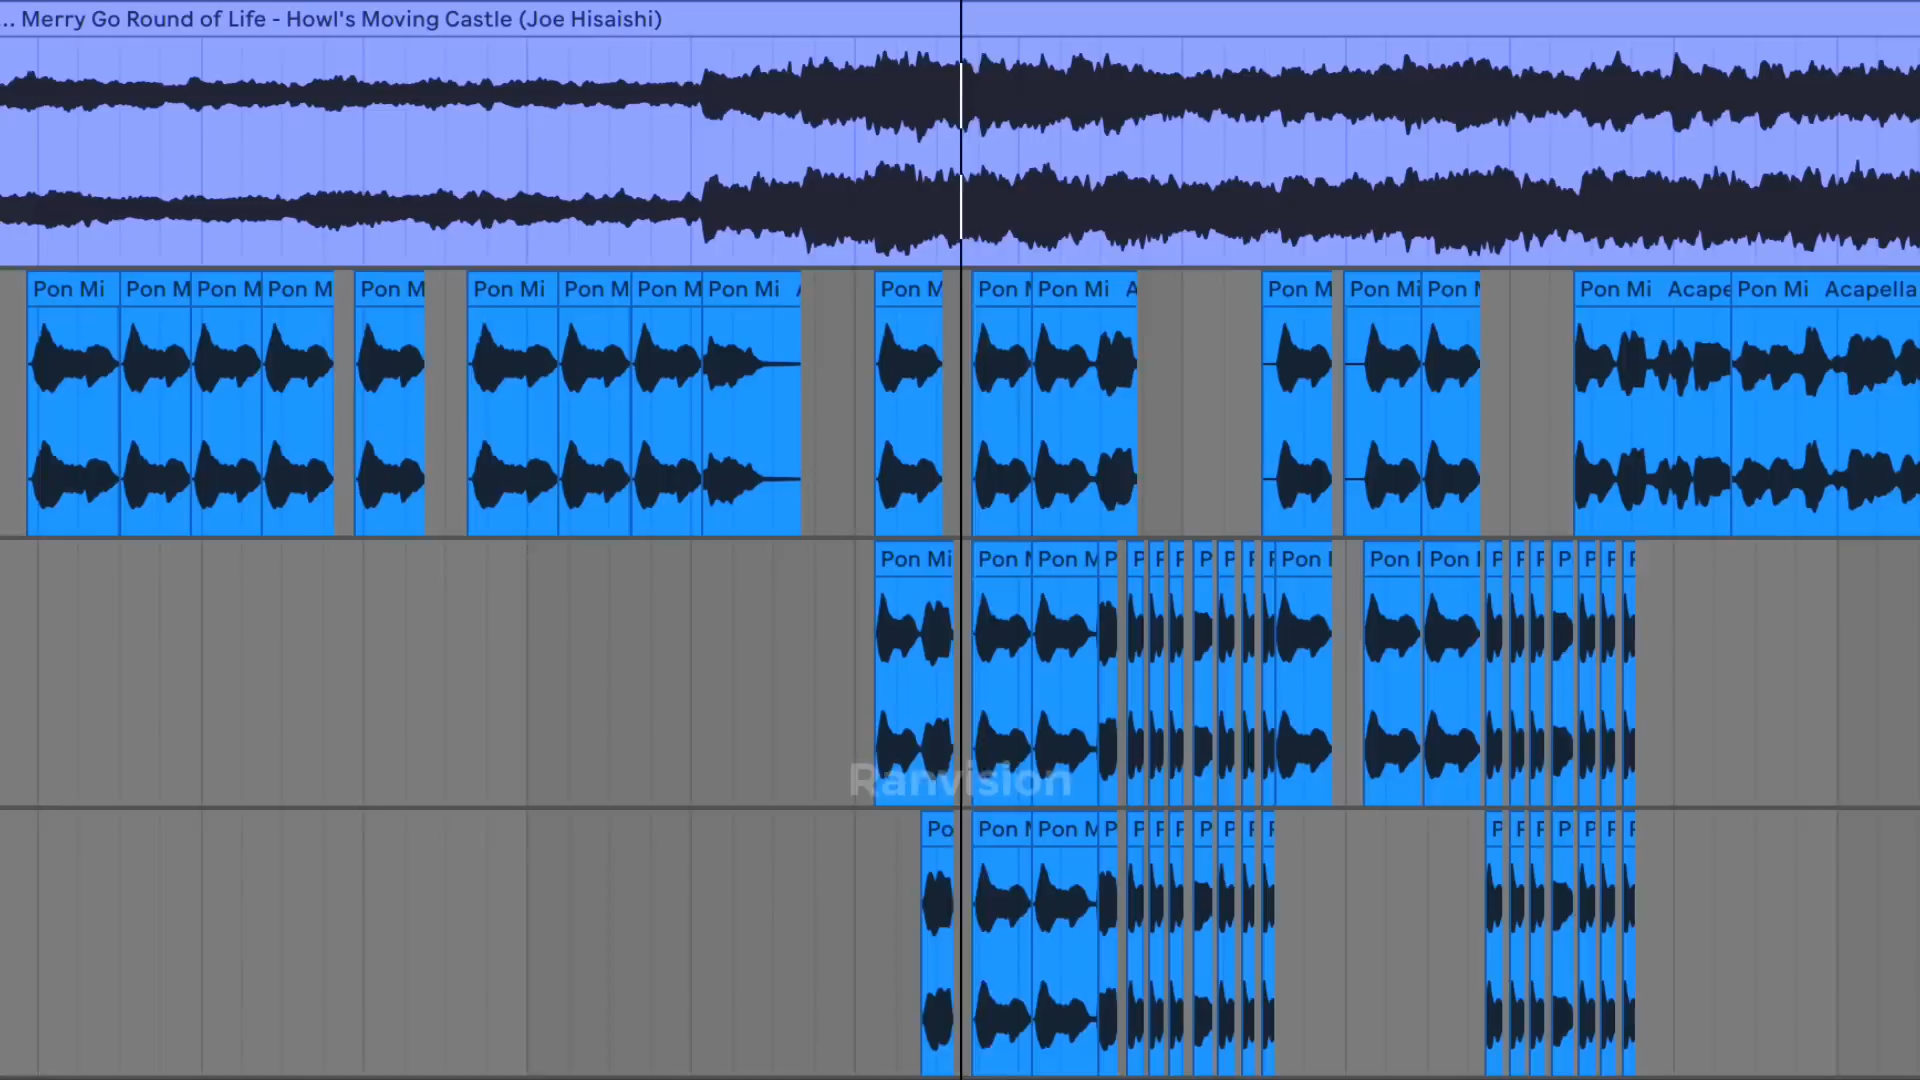 ... Merry Go Round of Life - Howl's Moving Castle (Joe Hisaishi)
Pon Mi Pon M Pon M Pon M Pon M Pon Mi Pon M Pon M Pon Mi Pon M Pon Pon Mi A Pon M Pon Mi Pon Pon Mi Acape Pon Mi Acapella
Pon Mi Pon Pon M P P P P P P P Pon Pon Pon P P P P
Ranvision
Po Pon Pon M P P P P P P P P P